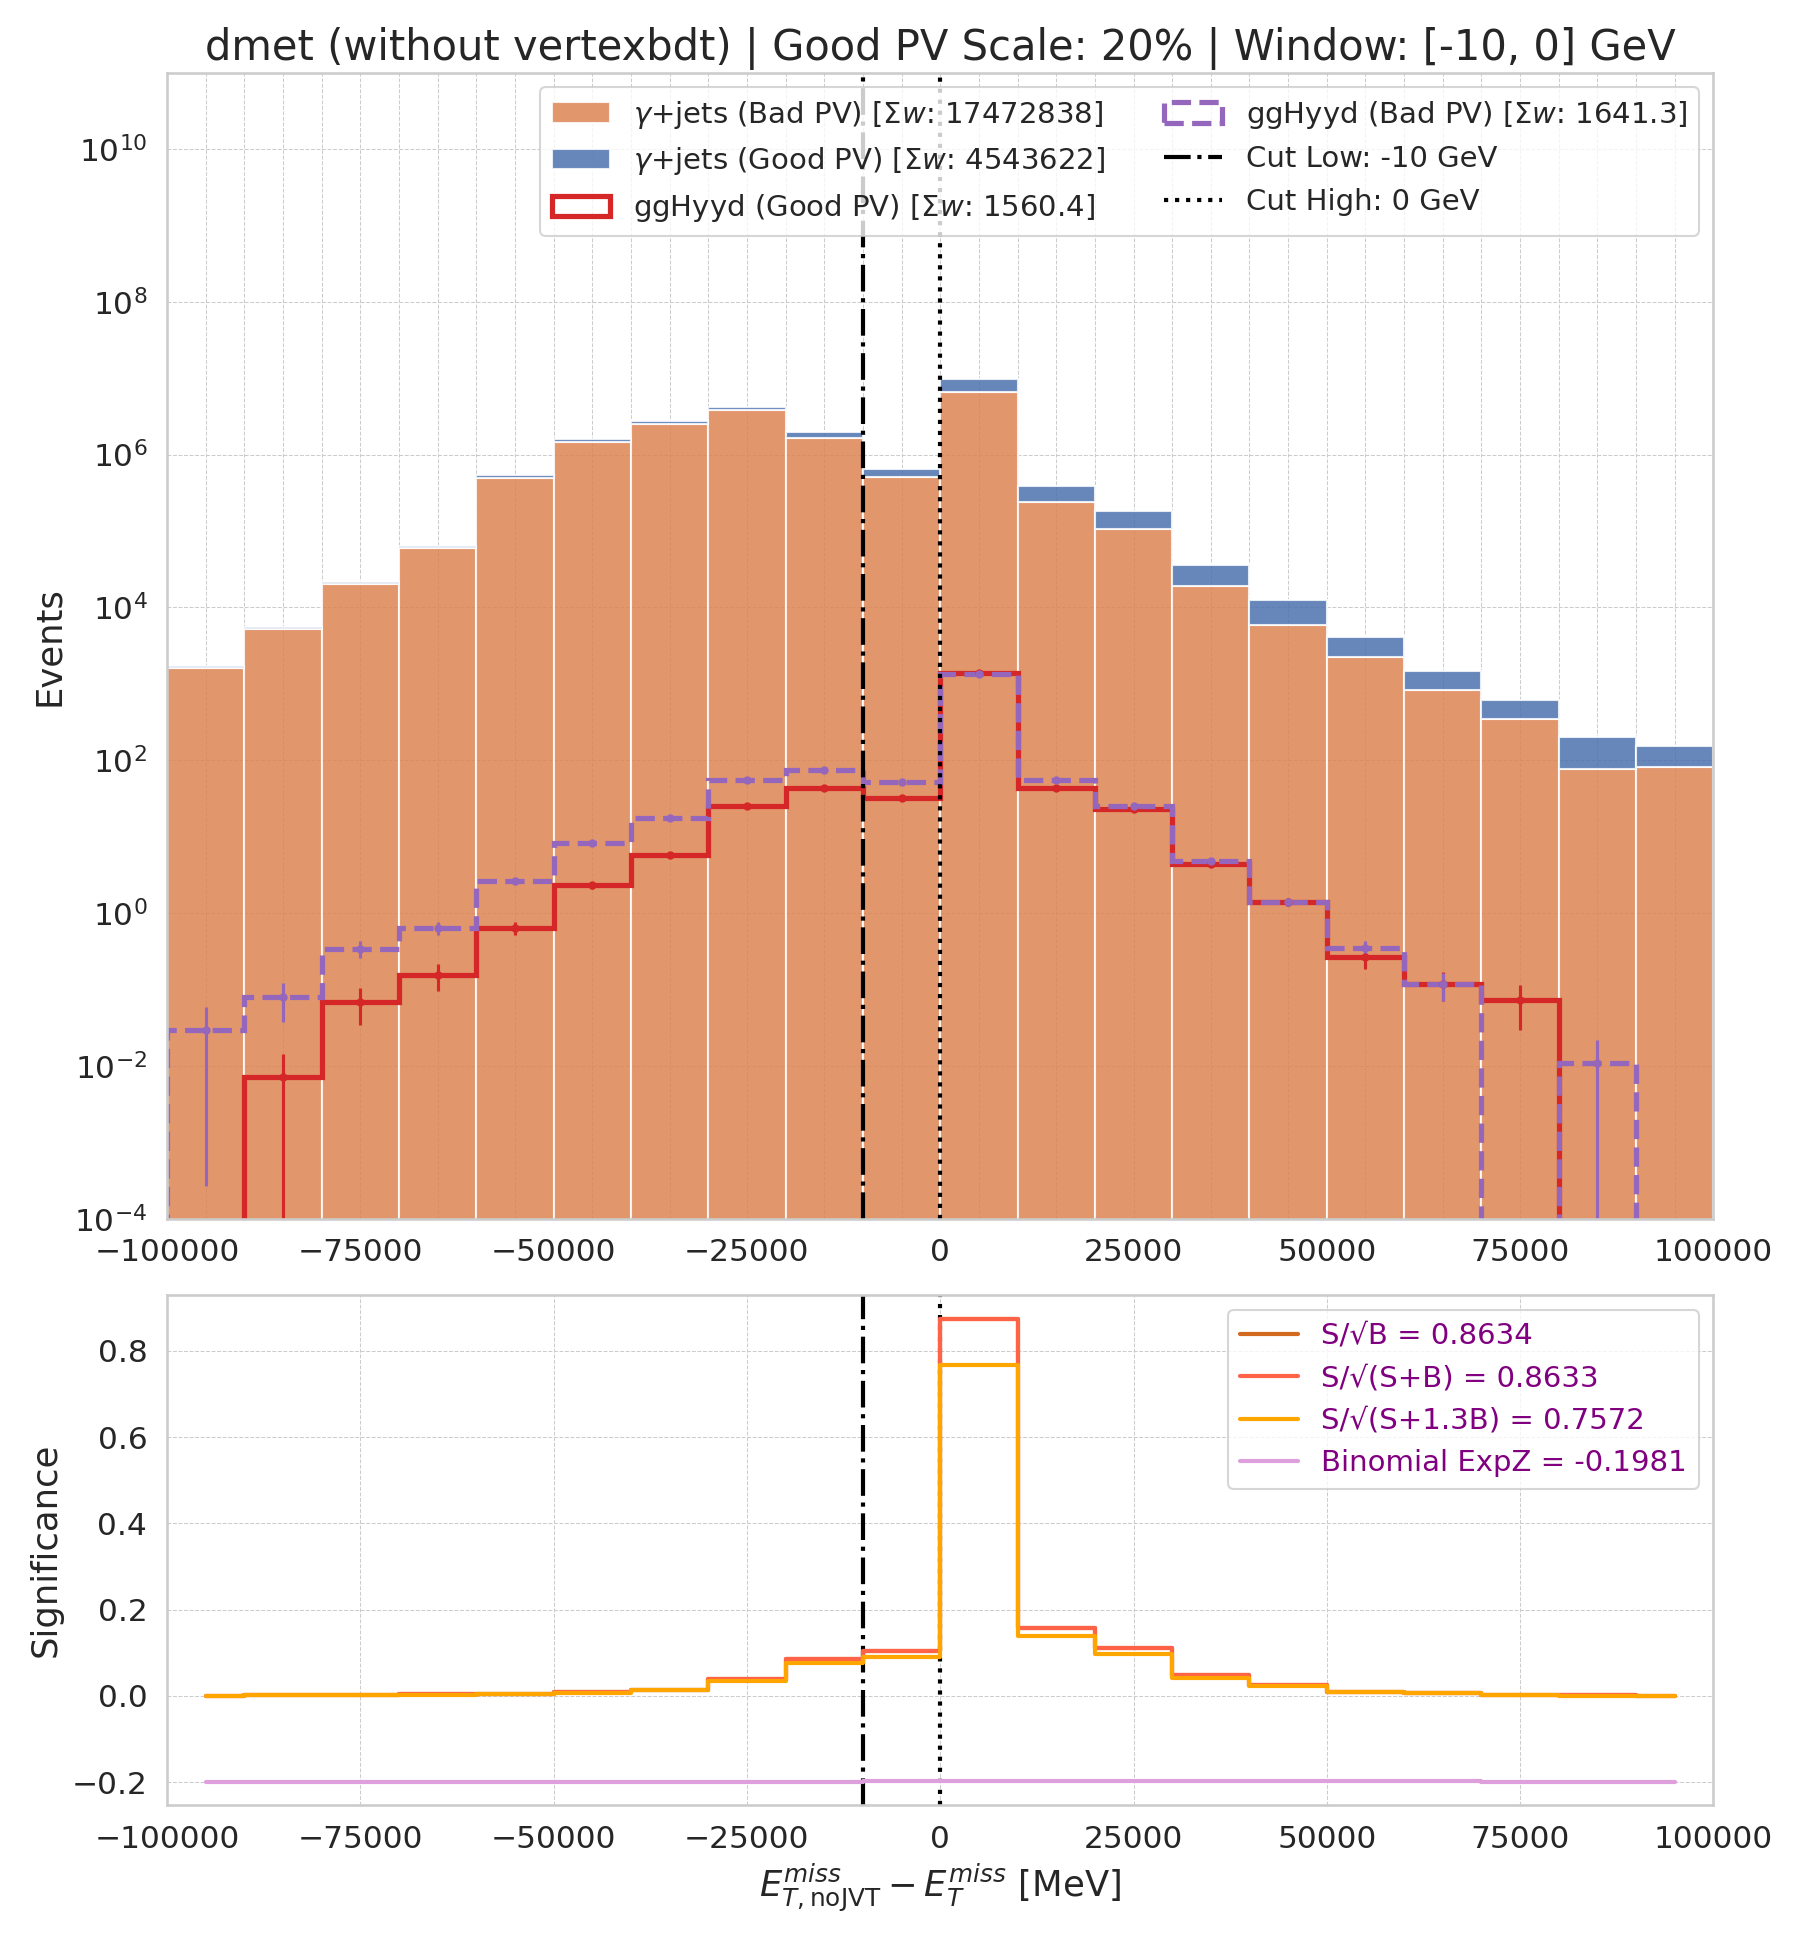 dmet (without vertexbdt) | Good PV Scale: 20% | Window: [-10, 0] GeV
γ+jets (Bad PV) [Σw: 17472838]
γ+jets (Good PV) [Σw: 4543622]
ggHyyd (Good PV) [Σw: 1560.4]
ggHyyd (Bad PV) [Σw: 1641.3]
Cut Low: -10 GeV
Cut High: 0 GeV
Events
10^10
10^8
10^6
10^4
10^2
10^0
10^−2
10^−4
−100000 −75000 −50000 −25000 0 25000 50000 75000 100000
S/√B = 0.8634
S/√(S+B) = 0.8633
S/√(S+1.3B) = 0.7572
Binomial ExpZ = -0.1981
Significance
0.8
0.6
0.4
0.2
0.0
−0.2
−100000 −75000 −50000 −25000 0 25000 50000 75000 100000
E_{T, noJVT}^{miss} − E_T^{miss} [MeV]